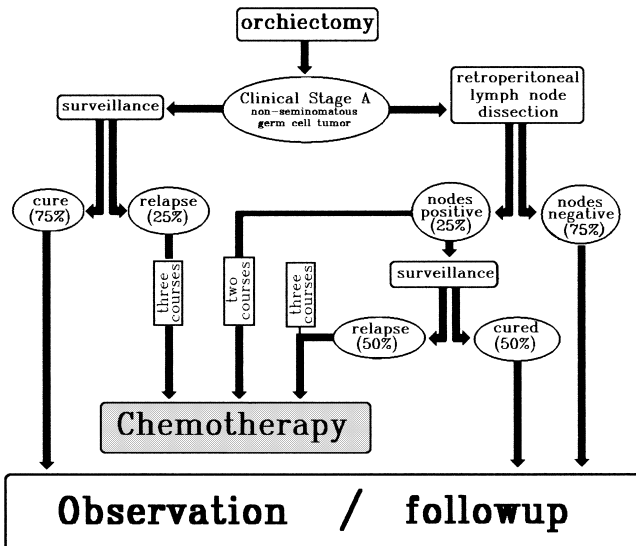 orchiectomy
Clinical Stage A
non-seminomatous
germ cell tumor
surveillance
retroperitoneal
lymph node
dissection
cure
(75%)
relapse
(25%)
nodes
positive
(25%)
nodes
negative
(75%)
three
courses
two
courses
three
courses
surveillance
relapse
(50%)
cured
(50%)
Chemotherapy
Observation / followup